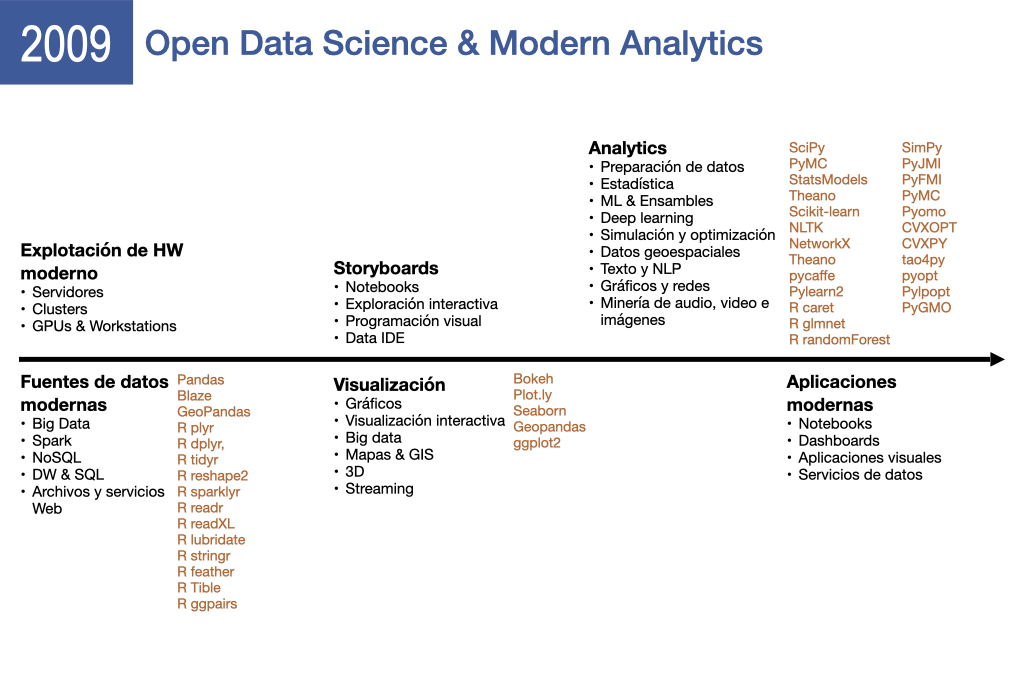 2009
Open Data Science & Modern Analytics
Explotación de HW
moderno
• Servidores
• Clusters
• GPUs & Workstations
Storyboards
• Notebooks
• Exploración interactiva
• Programación visual
• Data IDE
Analytics
• Preparación de datos
• Estadística
• ML & Ensambles
• Deep learning
• Simulación y optimización
• Datos geoespaciales
• Texto y NLP
• Gráficos y redes
• Minería de audio, video e
imágenes
SciPy
PyMC
StatsModels
Theano
Scikit-learn
NLTK
NetworkX
Theano
pycaffe
Pylearn2
R caret
R glmnet
R randomForest
SimPy
PyJMI
PyFMI
PyMC
Pyomo
CVXOPT
CVXPY
tao4py
pyopt
PyIpopt
PyGMO
Fuentes de datos
modernas
• Big Data
• Spark
• NoSQL
• DW & SQL
• Archivos y servicios
Web
Pandas
Blaze
GeoPandas
R plyr
R dplyr,
R tidyr
R reshape2
R sparklyr
R readr
R readXL
R lubridate
R stringr
R feather
R Tible
R ggpairs
Visualización
• Gráficos
• Visualización interactiva
• Big data
• Mapas & GIS
• 3D
• Streaming
Bokeh
Plot.ly
Seaborn
Geopandas
ggplot2
Aplicaciones
modernas
• Notebooks
• Dashboards
• Aplicaciones visuales
• Servicios de datos